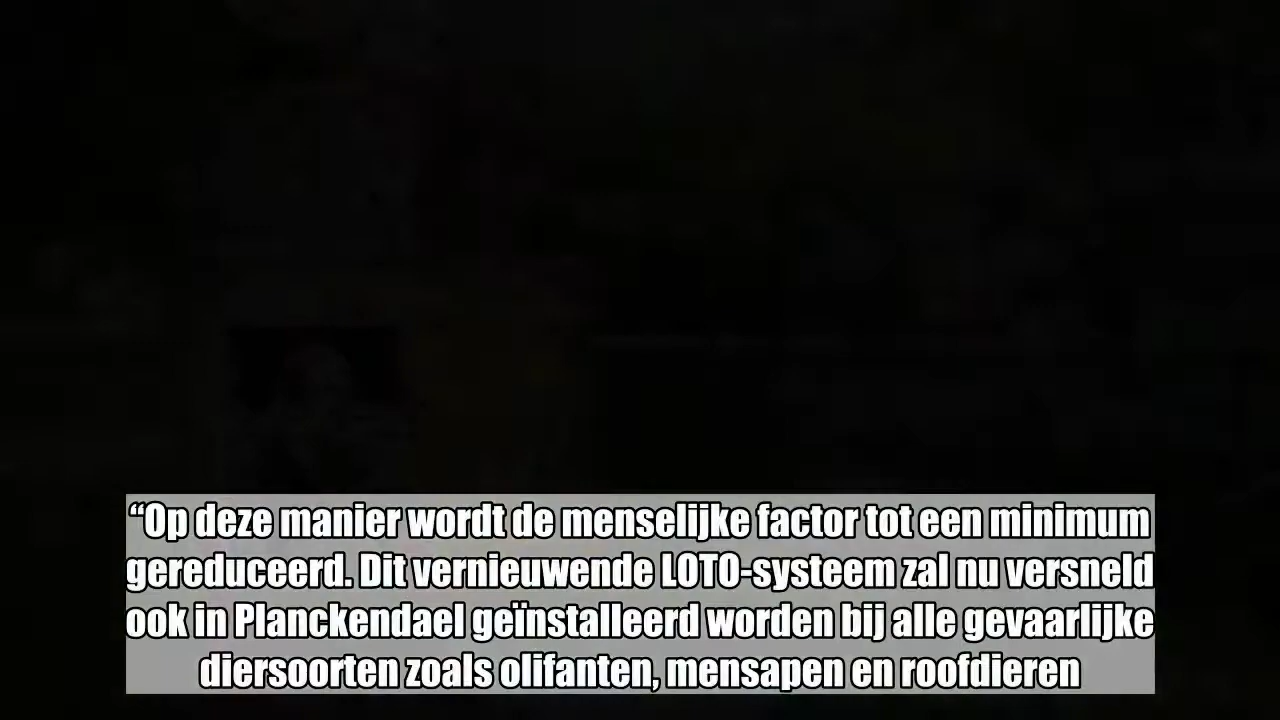 “Op deze manier wordt de menselijke factor tot een minimum
gereduceerd. Dit vernieuwende LOTO-systeem zal nu versneld
ook in Planckendael geïnstalleerd worden bij alle gevaarlijke
diersoorten zoals olifanten, mensapen en roofdieren